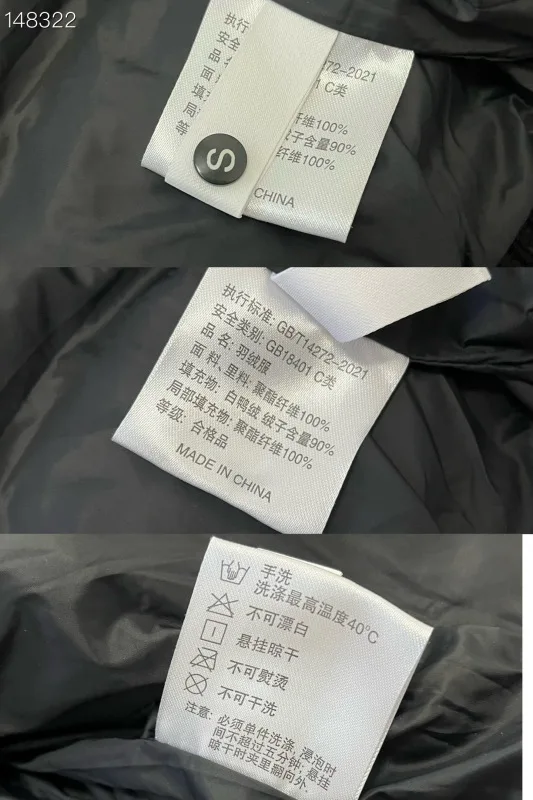 148322
执行
安全
品
面
填充
局
等
272-2021
1 C类
纤维100%
绒子含量90%
纤维100%
CHINA
S
执行标准: GB/T14272-2021
安全类别: GB18401 C类
品 名: 羽绒服
面 料、里料: 聚酯纤维100%
填充物: 白鸭绒 绒子含量90%
局部填充物: 聚酯纤维100%
等级: 合格品
MADE IN CHINA
手洗
洗涤最高温度40°C
不可漂白
悬挂晾干
不可熨烫
不可干洗
注意: 必须单件洗涤, 浸泡时
间不超过五分钟, 悬挂
晾干时夹里翻向外。